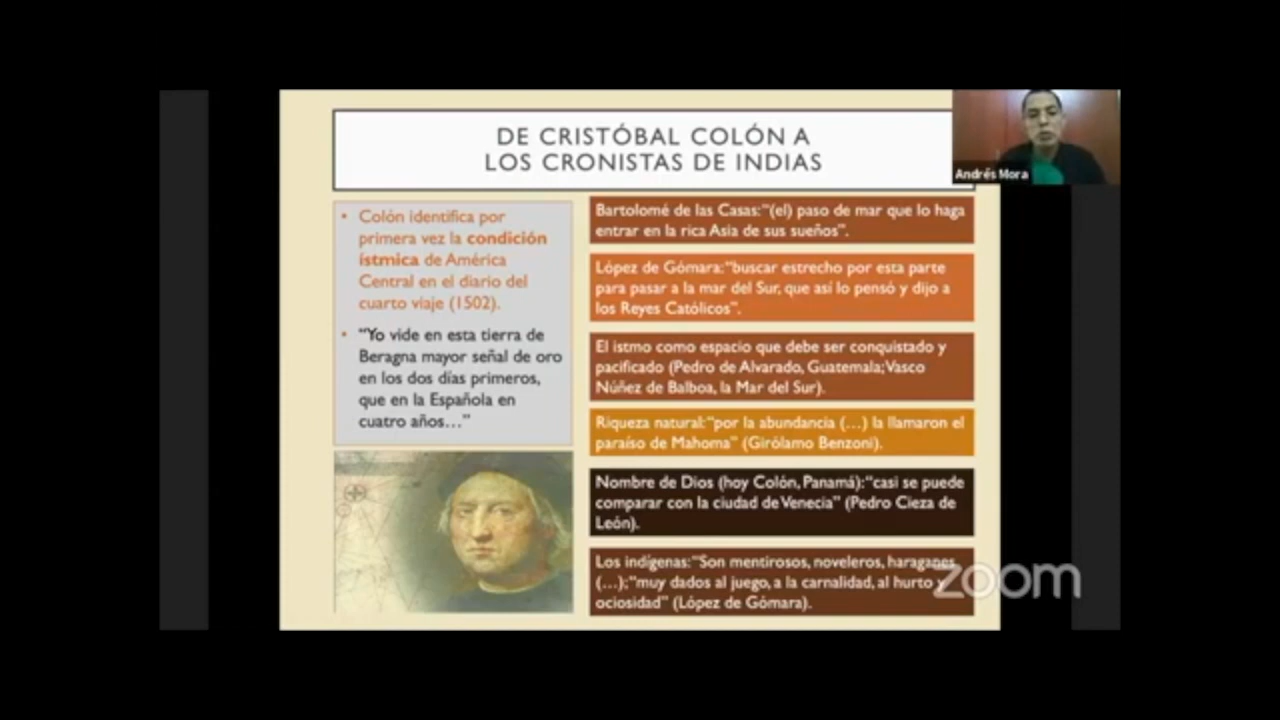 DE CRISTÓBAL COLÓN A
LOS CRONISTAS DE INDIAS
Andrés Mora
• Colón identifica por
primera vez la condición
ístmica de América
Central en el diario del
cuarto viaje (1502).
• “Yo vide en esta tierra de
Beragna mayor señal de oro
en los dos días primeros,
que en la Española en
cuatro años…”
Bartolomé de las Casas: “(el) paso de mar que lo haga
entrar en la rica Asia de sus sueños”.
López de Gómara: “buscar estrecho por esta parte
para pasar a la mar del Sur, que así lo pensó y dijo a
los Reyes Católicos”.
El istmo como espacio que debe ser conquistado y
pacificado (Pedro de Alvarado, Guatemala; Vasco
Núñez de Balboa, la Mar del Sur).
Riqueza natural: “por la abundancia (…) la llamaron el
paraíso de Mahoma” (Girólamo Benzoni).
Nombre de Dios (hoy Colón, Panamá): “casi se puede
comparar con la ciudad de Venecia” (Pedro Cieza de
León).
Los indígenas: “Son mentirosos, noveleros, haraganes
(…); “muy dados al juego, a la carnalidad, al hurto y
ociosidad” (López de Gómara).
zoom